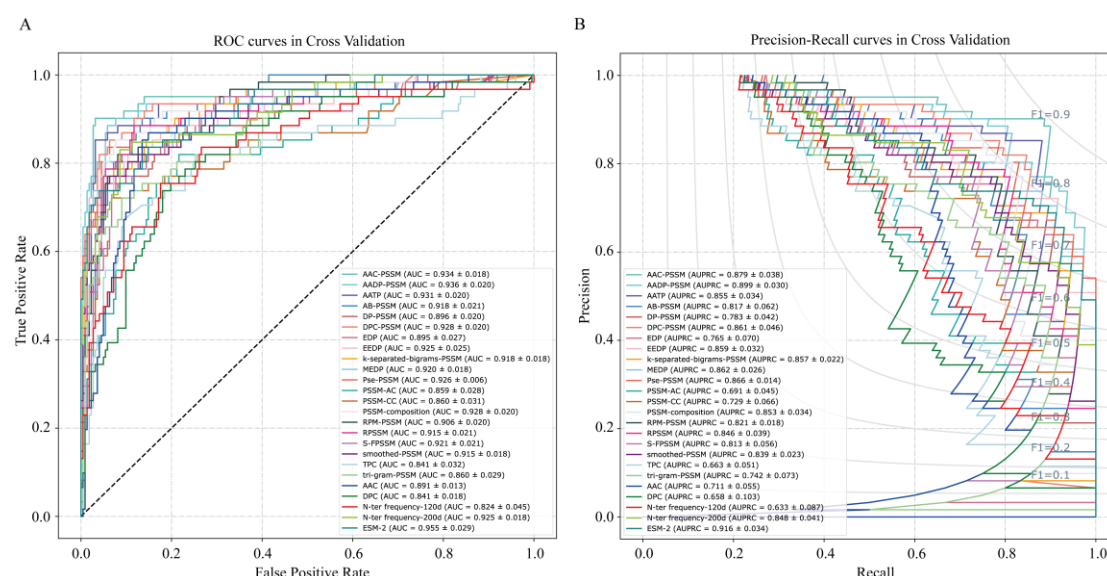 A
B
ROC curves in Cross Validation
Precision-Recall curves in Cross Validation
True Positive Rate
1.0
0.8
0.6
0.4
0.2
0.0
AAC-PSSM (AUC = 0.934 ± 0.018)
AADP-PSSM (AUC = 0.936 ± 0.020)
AATP (AUC = 0.931 ± 0.020)
AB-PSSM (AUC = 0.918 ± 0.021)
DP-PSSM (AUC = 0.896 ± 0.020)
DPC-PSSM (AUC = 0.928 ± 0.020)
EDP (AUC = 0.895 ± 0.027)
EEDP (AUC = 0.925 ± 0.025)
k-separated-bigrams-PSSM (AUC = 0.918 ± 0.018)
MEDP (AUC = 0.920 ± 0.018)
Pse-PSSM (AUC = 0.926 ± 0.006)
PSSM-AC (AUC = 0.859 ± 0.028)
PSSM-CC (AUC = 0.860 ± 0.031)
PSSM-composition (AUC = 0.928 ± 0.020)
RPM-PSSM (AUC = 0.906 ± 0.020)
RPSSM (AUC = 0.915 ± 0.021)
S-FPSSM (AUC = 0.921 ± 0.021)
smoothed-PSSM (AUC = 0.915 ± 0.018)
TPC (AUC = 0.841 ± 0.032)
tri-gram-PSSM (AUC = 0.860 ± 0.029)
AAC (AUC = 0.891 ± 0.013)
DPC (AUC = 0.841 ± 0.018)
N-ter frequency-120d (AUC = 0.824 ± 0.045)
N-ter frequency-200d (AUC = 0.925 ± 0.018)
ESM-2 (AUC = 0.955 ± 0.029)
0.0 0.2 0.4 0.6 0.8 1.0
False Positive Rate
Precision
1.0
0.8
0.6
0.4
0.2
0.0
F1=0.9
F1=0.8
F1=0.7
F1=0.6
F1=0.5
F1=0.4
F1=0.3
F1=0.2
F1=0.1
AAC-PSSM (AUPRC = 0.879 ± 0.038)
AADP-PSSM (AUPRC = 0.899 ± 0.030)
AATP (AUPRC = 0.855 ± 0.034)
AB-PSSM (AUPRC = 0.817 ± 0.062)
DP-PSSM (AUPRC = 0.783 ± 0.042)
DPC-PSSM (AUPRC = 0.861 ± 0.046)
EDP (AUPRC = 0.765 ± 0.070)
EEDP (AUPRC = 0.859 ± 0.032)
k-separated-bigrams-PSSM (AUPRC = 0.857 ± 0.022)
MEDP (AUPRC = 0.862 ± 0.026)
Pse-PSSM (AUPRC = 0.866 ± 0.014)
PSSM-AC (AUPRC = 0.691 ± 0.045)
PSSM-CC (AUPRC = 0.729 ± 0.066)
PSSM-composition (AUPRC = 0.853 ± 0.034)
RPM-PSSM (AUPRC = 0.821 ± 0.018)
RPSSM (AUPRC = 0.846 ± 0.039)
S-FPSSM (AUPRC = 0.813 ± 0.056)
smoothed-PSSM (AUPRC = 0.839 ± 0.023)
TPC (AUPRC = 0.663 ± 0.051)
tri-gram-PSSM (AUPRC = 0.742 ± 0.073)
AAC (AUPRC = 0.711 ± 0.055)
DPC (AUPRC = 0.658 ± 0.103)
N-ter frequency-120d (AUPRC = 0.633 ± 0.087)
N-ter frequency-200d (AUPRC = 0.848 ± 0.041)
ESM-2 (AUPRC = 0.916 ± 0.034)
0.0 0.2 0.4 0.6 0.8 1.0
Recall